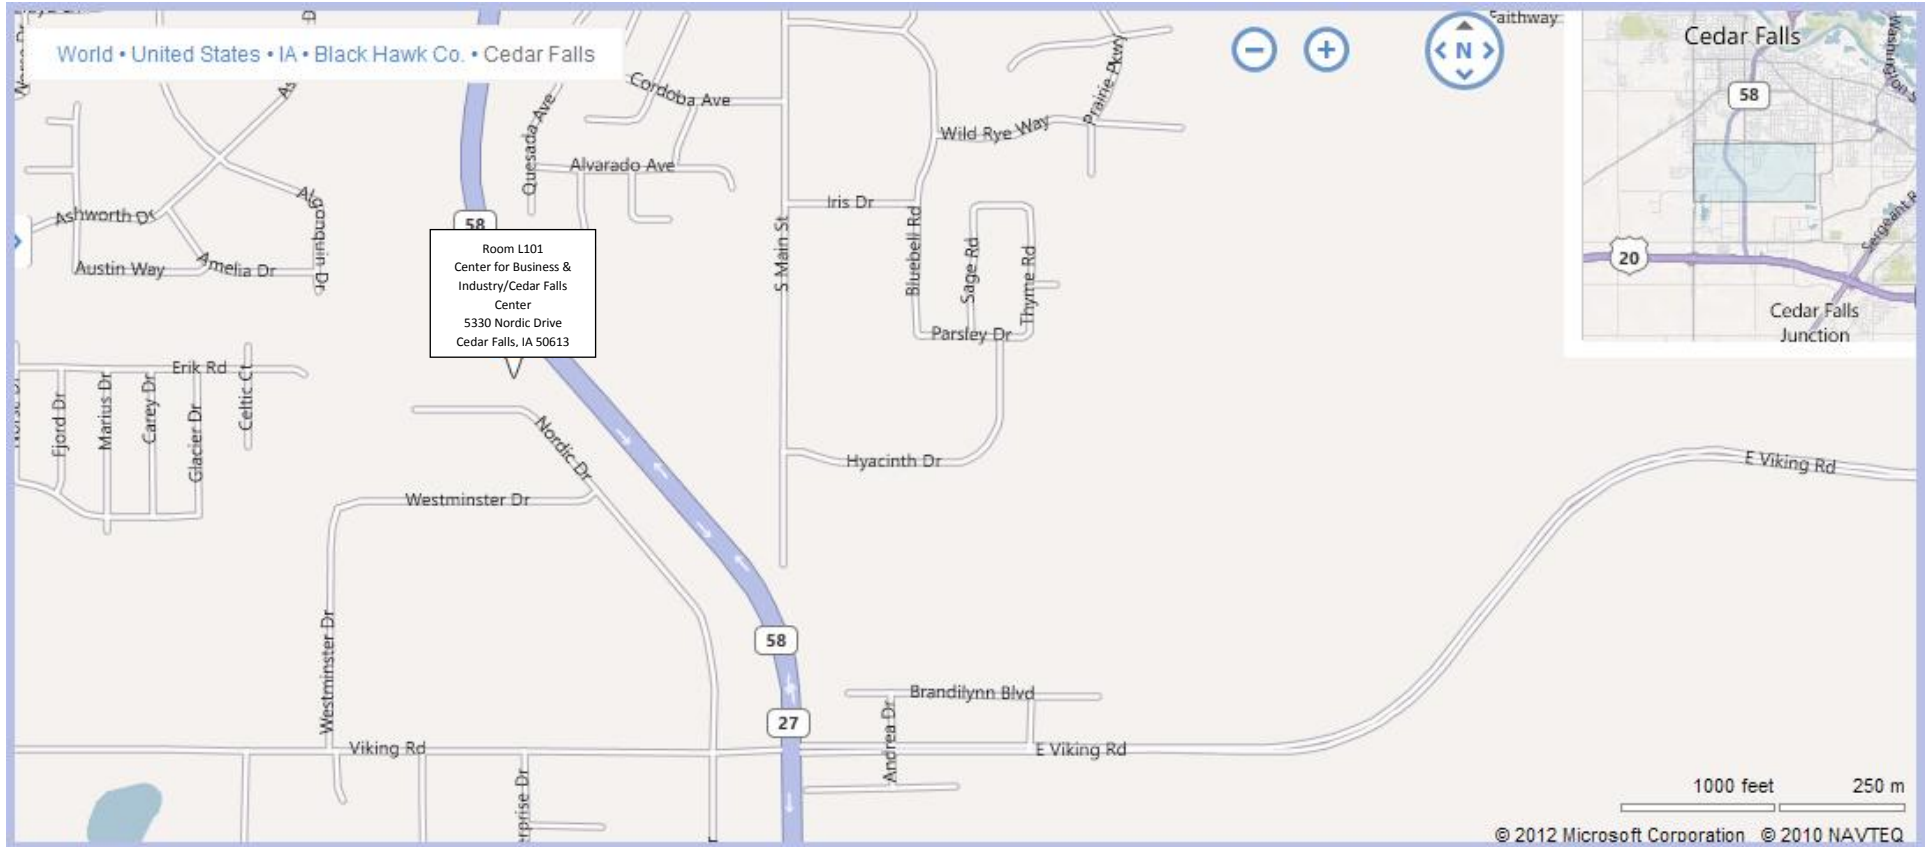 World • United States • IA • Black Hawk Co. • Cedar Falls
Cordoba Ave
Prairie Pkwy
Quesada Ave
Wild Rye Way
Alvarado Ave
Algonquin Dr
Iris Dr
Ashworth Dr
58
S Main St
Bluebell Rd
Sage Rd
Thyme Rd
Austin Way
Amelia Dr
Room L101
Center for Business &
Industry/Cedar Falls
Center
5330 Nordic Drive
Cedar Falls, IA 50613
Parsley Dr
Erik Rd
Fjord Dr
Marius Dr
Carey Dr
Glacier Dr
Celtic Ct
Nordic Dr
Hyacinth Dr
E Viking Rd
Westminster Dr
Westminster Dr
58
27
Brandilynn Blvd
Andrea Dr
Viking Rd
E Viking Rd
N
Cedar Falls
58
20
Cedar Falls
Junction
1000 feet
250 m
© 2012 Microsoft Corporation © 2010 NAVTEQ